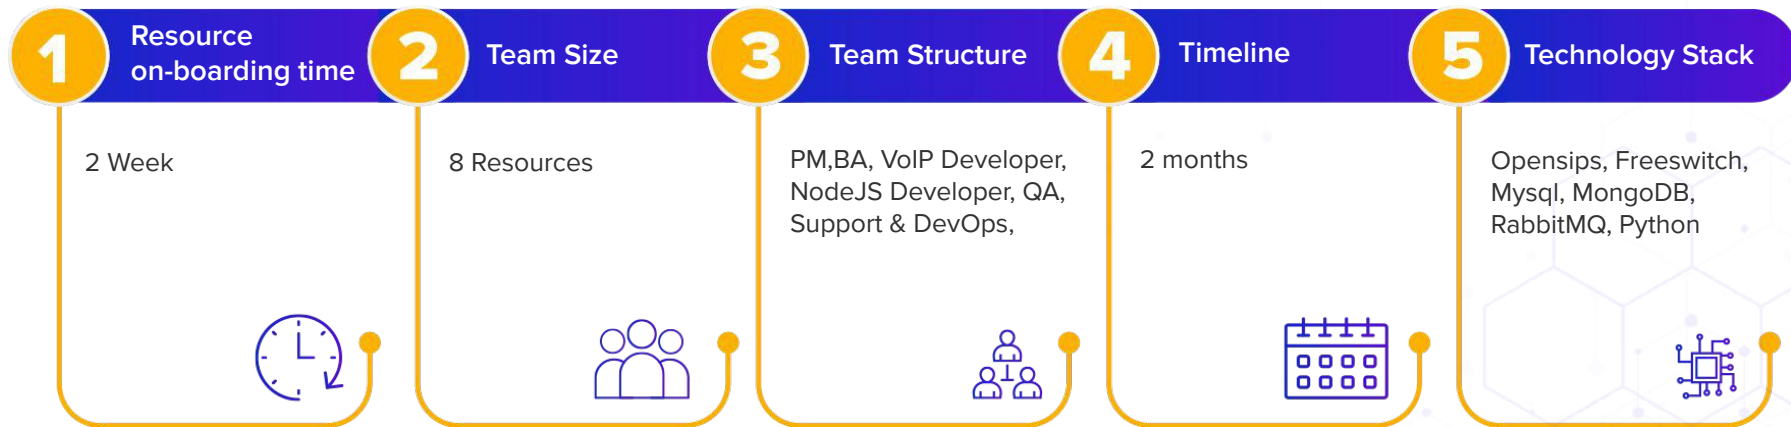 1
Resource
on-boarding time
2 Week
2
Team Size
8 Resources
3
Team Structure
PM,BA, VoIP Developer,
NodeJS Developer, QA,
Support & DevOps,
4
Timeline
2 months
5
Technology Stack
Opensips, Freeswitch,
Mysql, MongoDB,
RabbitMQ, Python